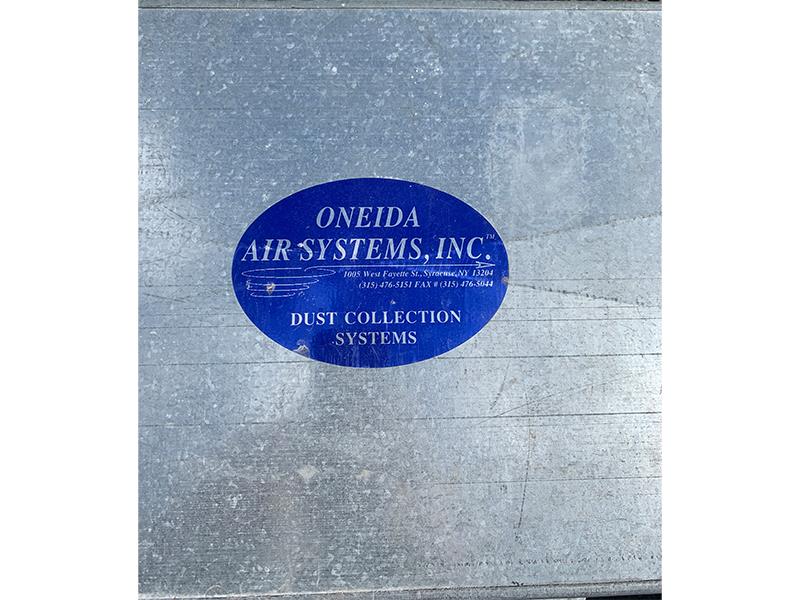 ONEIDA
AIR SYSTEMS, INC.™
1005 West Fayette St., Syracuse, NY 13204
(315) 476-5151 FAX # (315) 476-5044
DUST COLLECTION
SYSTEMS